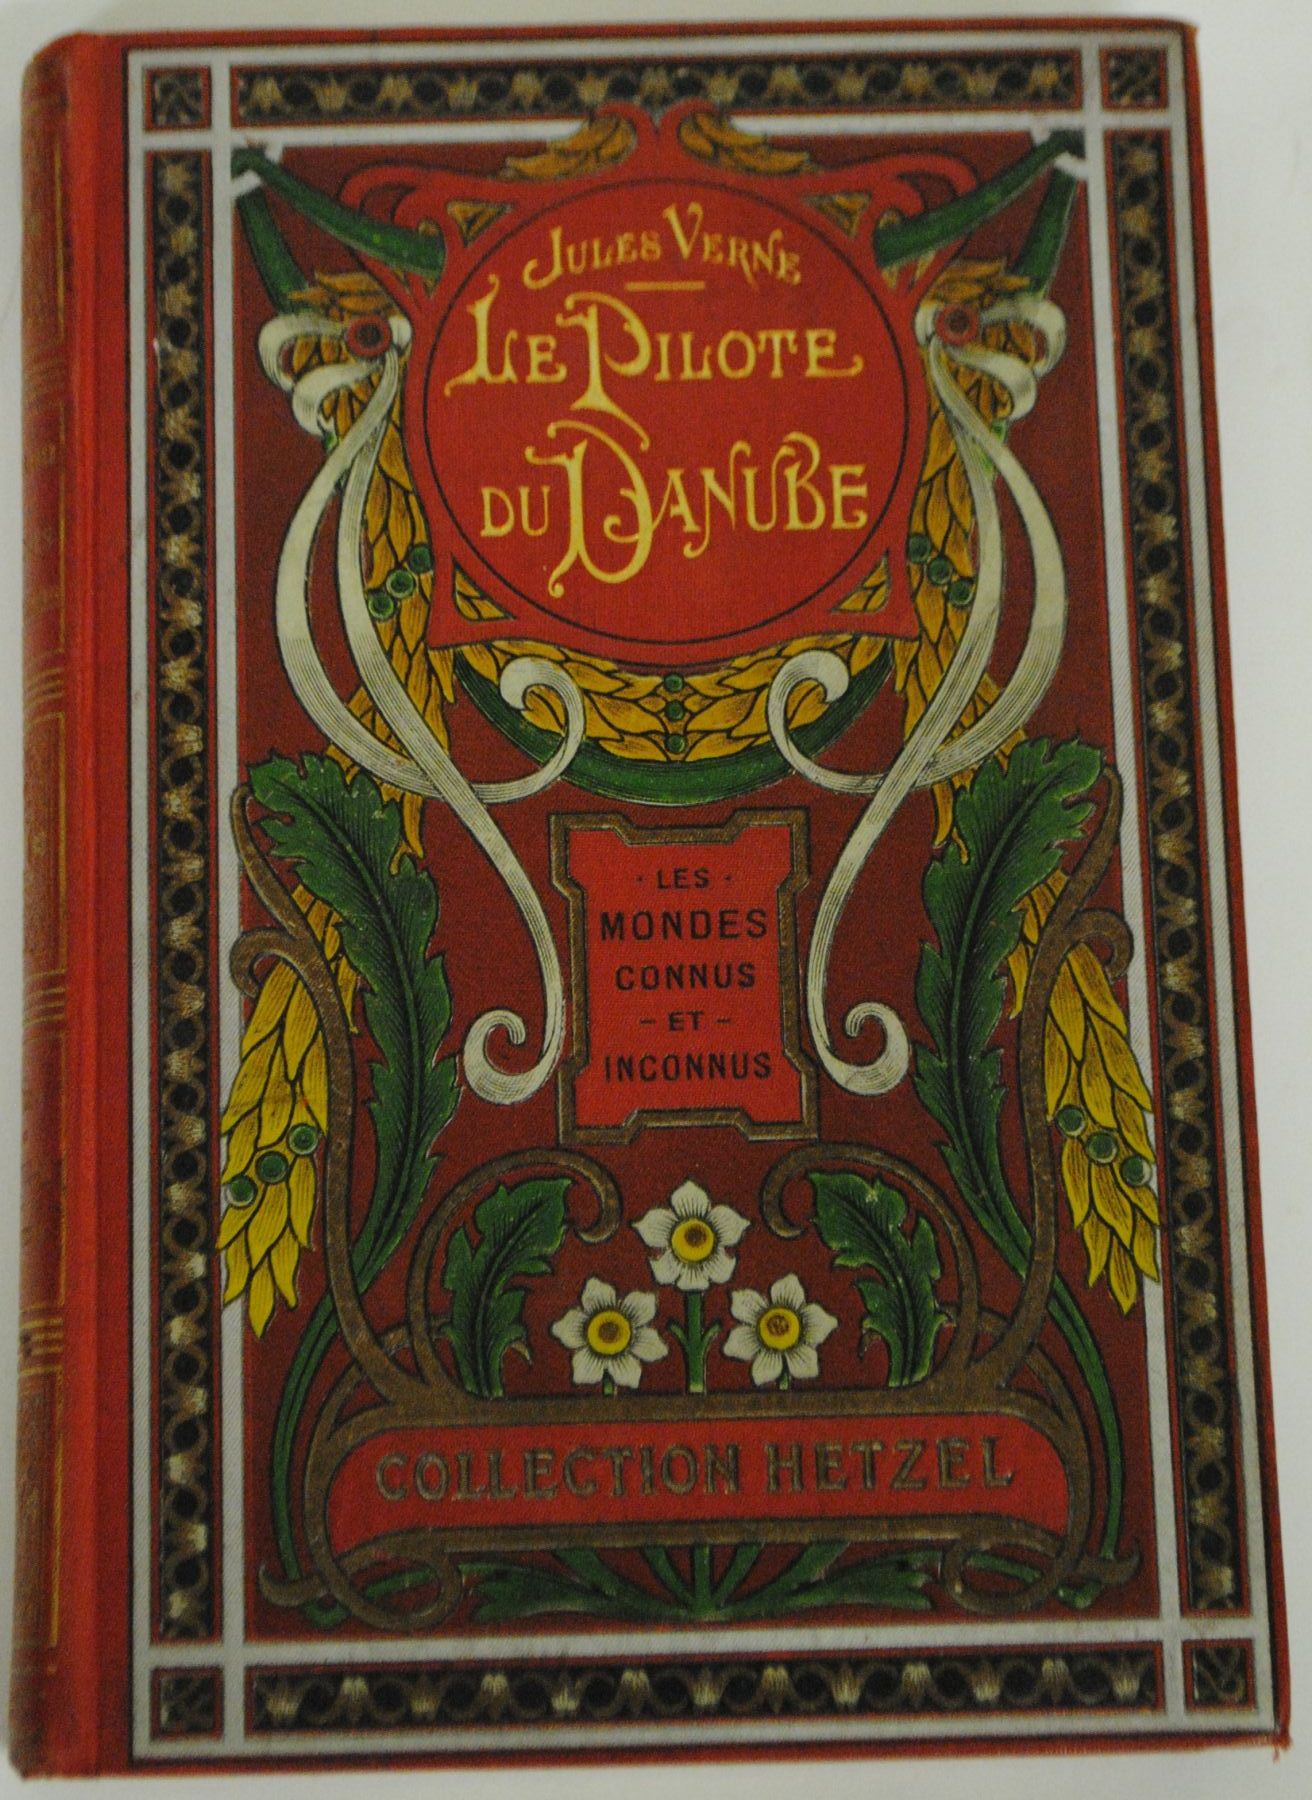 JULES VERNE
LE PILOTE
DU DANUBE
· LES ·
MONDES
CONNUS
- ET -
INCONNUS
COLLECTION HETZEL